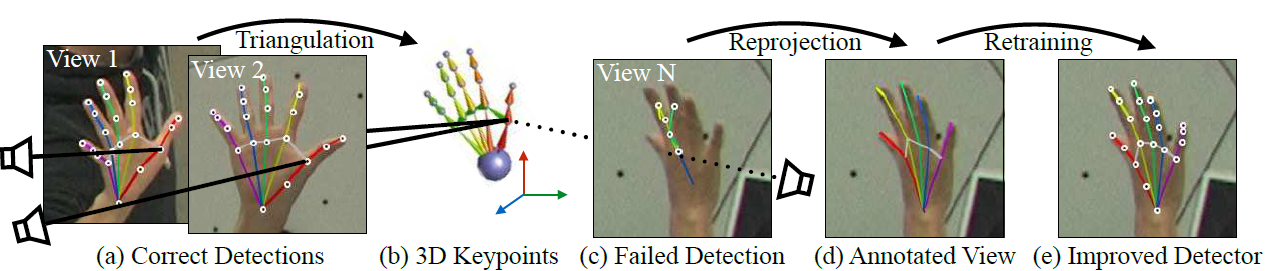 Triangulation
Reprojection
Retraining
View 1
View 2
View N
(a) Correct Detections
(b) 3D Keypoints
(c) Failed Detection
(d) Annotated View
(e) Improved Detector